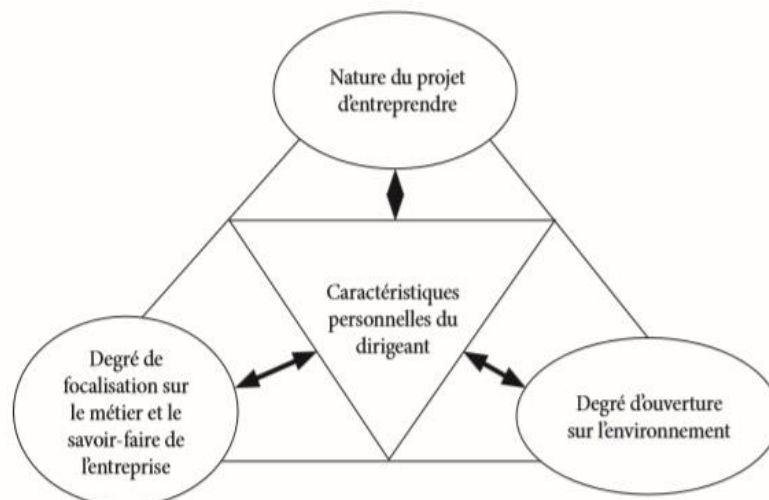 Nature du projet
d'entreprendre
Caractéristiques
personnelles du
dirigeant
Degré de
focalisation sur
le métier et le
savoir-faire de
l'entreprise
Degré d'ouverture
sur l'environnement